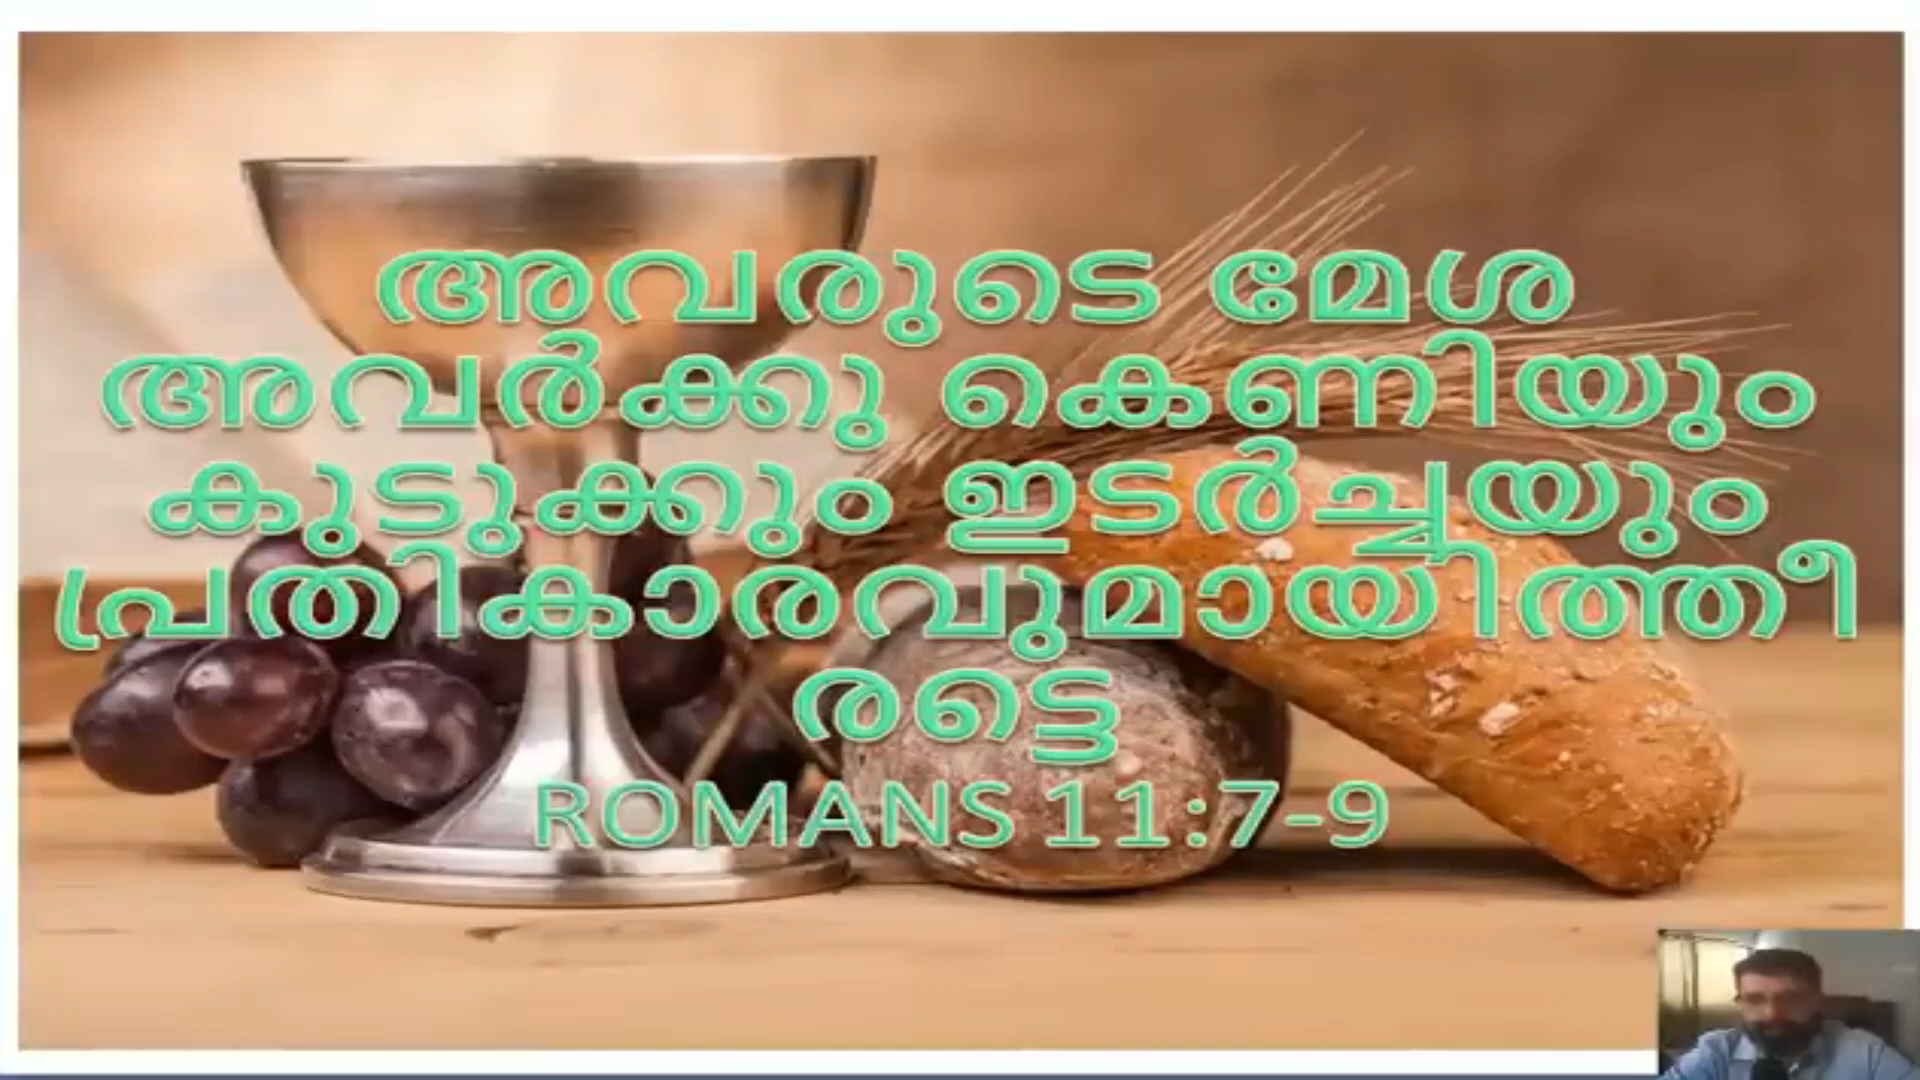 അവരുടെ മേശ
അവർക്കു കെണിയും
കുടുക്കും ഇടർച്ചയും
പ്രതികാരവുമായിത്തീ
രട്ടെ
ROMANS 11:7-9